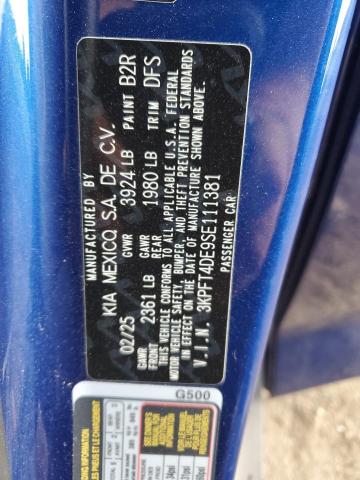 MANUFACTURED BY
KIA MEXICO S.A. DE C.V.
02/25 GVWR 3924 LB PAINT B2R
GAWR FRONT 2361 LB GAWR REAR 1980 LB TRIM DFS
THIS VEHICLE CONFORMS TO ALL APPLICABLE U.S.A. FEDERAL
MOTOR VEHICLE SAFETY, BUMPER, AND THEFT PREVENTION STANDARDS
IN EFFECT ON THE DATE OF MANUFACTURE SHOWN ABOVE.
V.I.N. 3KPFT4DE9SE111381
PASSENGER CAR
G500